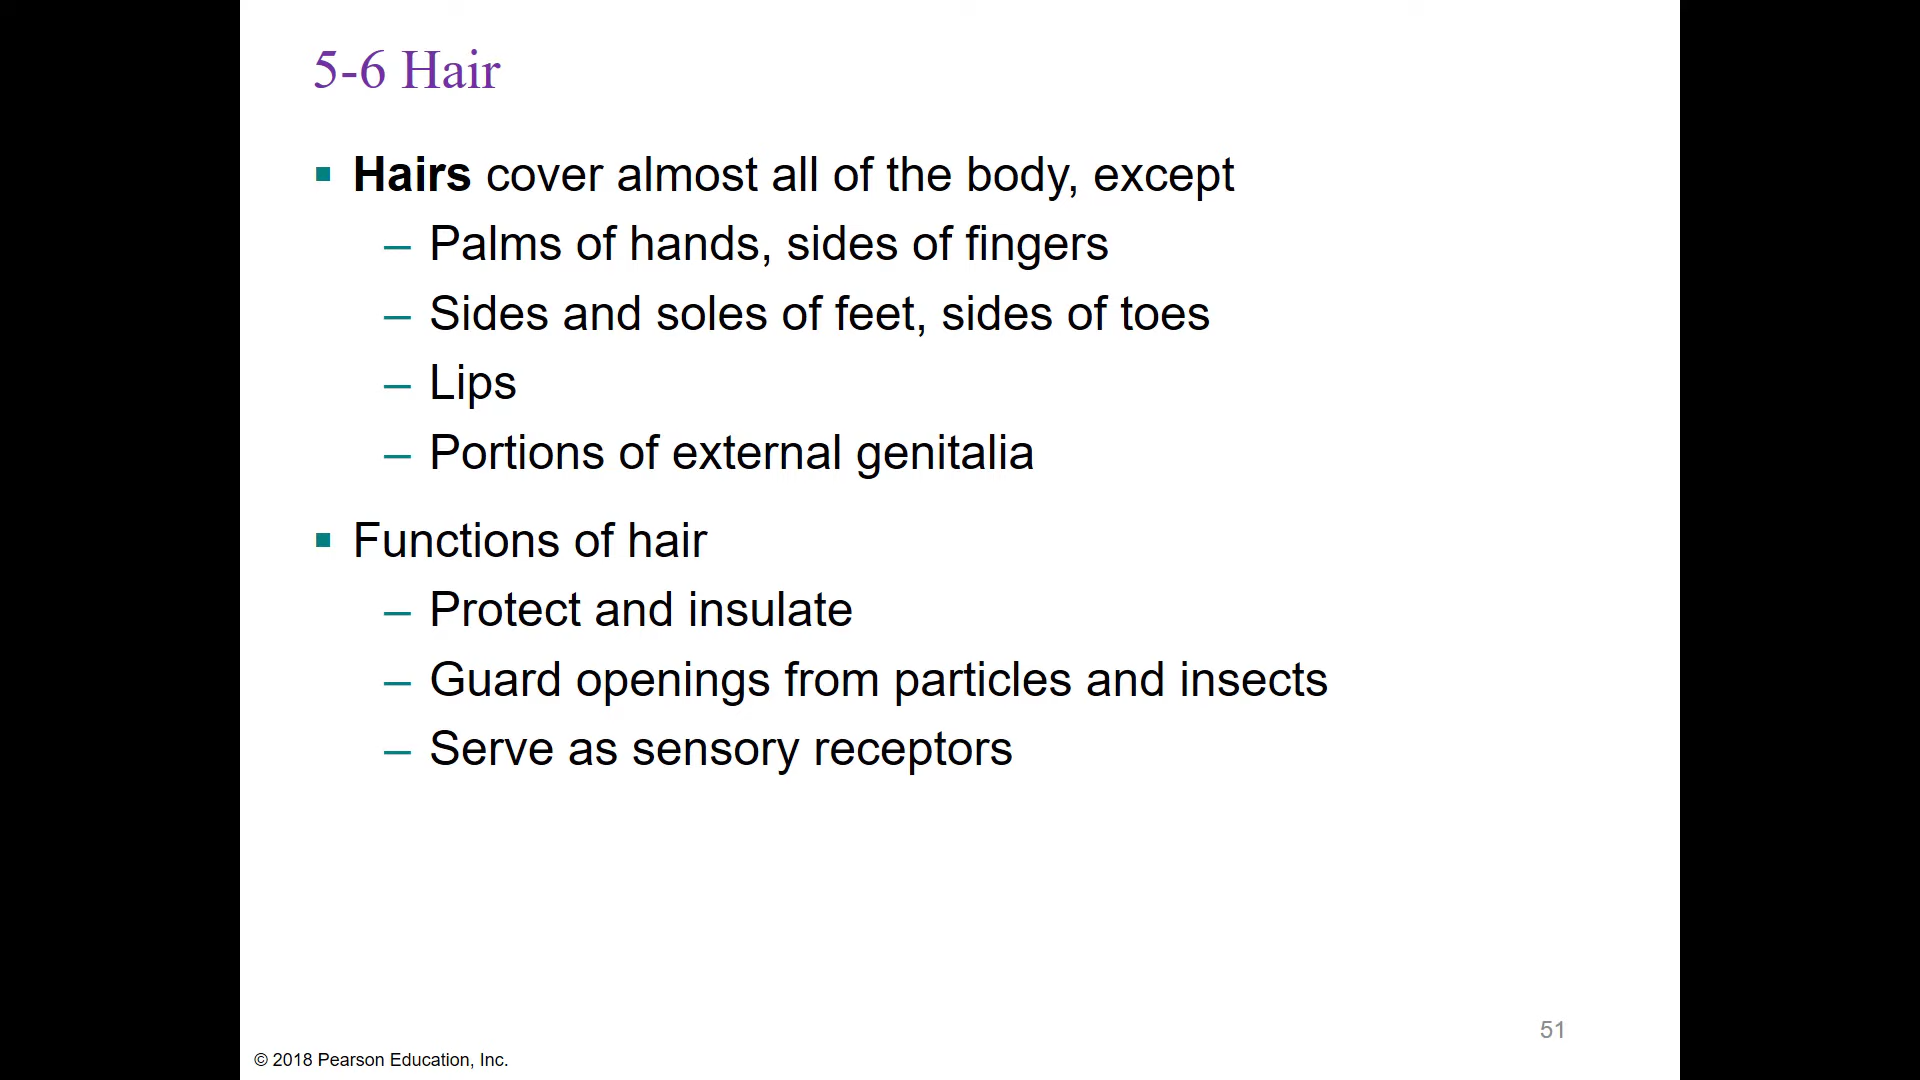 5-6 Hair
▪ Hairs cover almost all of the body, except
– Palms of hands, sides of fingers
– Sides and soles of feet, sides of toes
– Lips
– Portions of external genitalia
▪ Functions of hair
– Protect and insulate
– Guard openings from particles and insects
– Serve as sensory receptors
51
© 2018 Pearson Education, Inc.